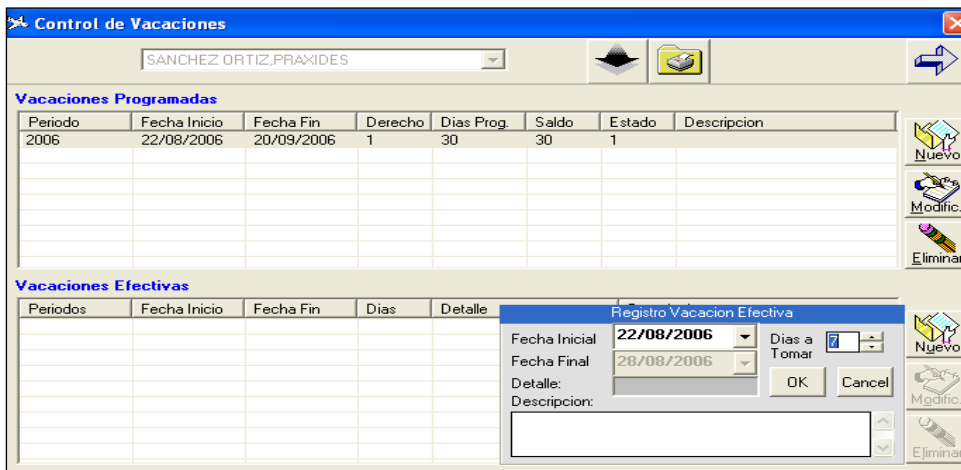 Control de Vacaciones
SANCHEZ ORTIZ,PRAXIDES
Vacaciones Programadas
Periodo Fecha Inicio Fecha Fin Derecho Dias Prog. Saldo Estado Descripcion
2006 22/08/2006 20/09/2006 1 30 30 1
Nuevo
Modific.
Eliminar
Vacaciones Efectivas
Periodos Fecha Inicio Fecha Fin Dias Detalle
Registro Vacacion Efectiva
Fecha Inicial 22/08/2006 Dias a Tomar 7
Fecha Final 28/08/2006
Detalle: OK Cancel
Descripcion:
Nuevo
Modific.
Eliminar